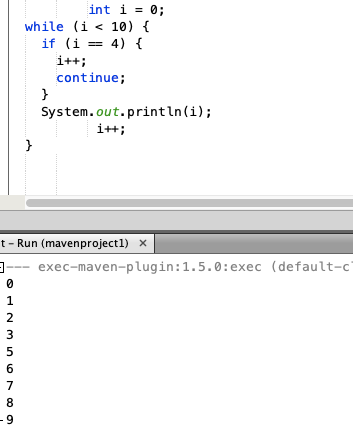 int i = 0;
while (i < 10) {
if (i == 4) {
i++;
continue;
}
System.out.println(i);
i++;
}
t - Run (mavenproject1) ×
--- exec-maven-plugin:1.5.0:exec (default-cl
0
1
2
3
5
6
7
8
9